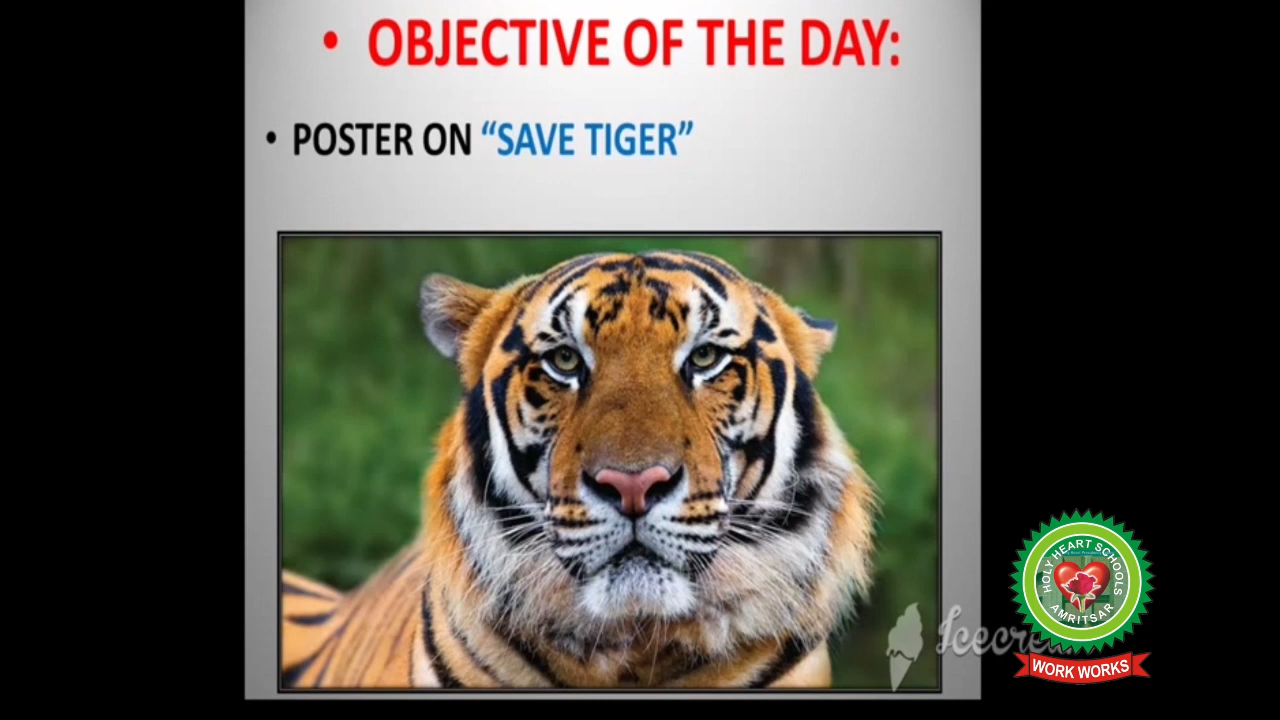 • OBJECTIVE OF THE DAY:
• POSTER ON “SAVE TIGER”
HOLY HEART SCHOOLS
AMRITSAR
WORK WORKS